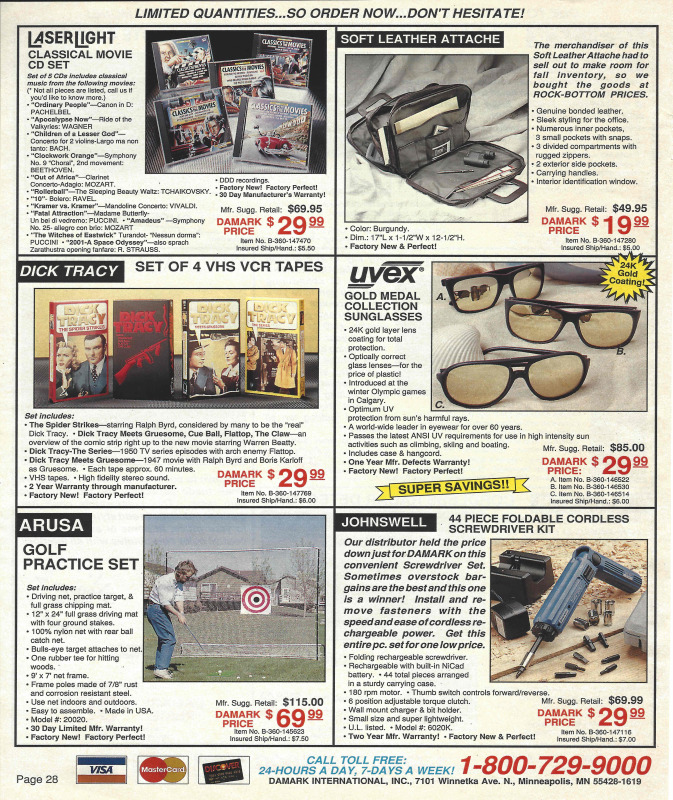 LIMITED QUANTITIES...SO ORDER NOW...DON'T HESITATE!
LASERLIGHT
CLASSICAL MOVIE
CD SET
Set of 5 CDs includes classical
music from the following movies:
(* Not all pieces are listed, call us if
you'd like to know more.)
• "Ordinary People"—Canon in D:
PACHELBEL
• "Apocalypse Now"—Ride of the
Valkyries: WAGNER
• "Children of a Lesser God"—
Concerto for 2 violins-Largo ma non
tanto: BACH.
• "Clockwork Orange"—Symphony
No. 9 "Choral", 2nd movement:
BEETHOVEN.
• "Out of Africa"—Clarinet
Concerto-Adagio: MOZART.
• "Rollerball"—The Sleeping Beauty Waltz: TCHAIKOVSKY.
• "10"- Bolero: RAVEL.
• "Kramer vs. Kramer"—Mandoline Concerto: VIVALDI.
• "Fatal Attraction"—Madame Butterfly-
Un bei di vedremo: PUCCINI. • "Amadeus" —Symphony
No. 25- allegro con brio: MOZART
• "The Witches of Eastwick" Turandot- "Nessun dorma":
PUCCINI • "2001-A Space Odyssey"—also sprach
Zarathustra opening fanfare: R. STRAUSS.
CLASSICS AT THE MOVIES
CLASSICS AT THE MOVIES
CLASSICS AT THE MOVIES
• DDD recordings.
• Factory New! Factory Perfect!
• 30 Day Manufacturer's Warranty!
Mfr. Sugg. Retail: $69.95
DAMARK PRICE $29.99
Item No. B-360-147470
Insured Ship/Hand.: $5.50
SOFT LEATHER ATTACHE
The merchandiser of this
Soft Leather Attache had to
sell out to make room for
fall inventory, so we
bought the goods at
ROCK-BOTTOM PRICES.
• Genuine bonded leather.
• Sleek styling for the office.
• Numerous inner pockets,
3 small pockets with snaps.
• 3 divided compartments with
rugged zippers.
• 2 exterior side pockets.
• Carrying handles.
• Interior identification window.
• Color: Burgundy.
• Dim.: 17"L x 1-1/2"W x 12-1/2"H.
• Factory New & Perfect!
Mfr. Sugg. Retail: $49.95
DAMARK PRICE $19.99
Item No. B-360-147280
Insured Ship/Hand.: $5.00
DICK TRACY SET OF 4 VHS VCR TAPES
DICK TRACY
THE SPIDER STRIKES
DICK TRACY
DICK TRACY
MEETS GRUESOME
DICK TRACY
THE SERIES
Set includes:
• The Spider Strikes—starring Ralph Byrd, considered by many to be the "real"
Dick Tracy. • Dick Tracy Meets Gruesome, Cue Ball, Flattop, The Claw—an
overview of the comic strip right up to the new movie starring Warren Beatty.
• Dick Tracy-The Series—1950 TV series episodes with arch enemy Flattop.
• Dick Tracy Meets Gruesome—1947 movie with Ralph Byrd and Boris Karloff
as Gruesome. • Each tape approx. 60 minutes.
• VHS tapes. • High fidelity stereo sound.
• 2 Year Warranty through manufacturer.
• Factory New! Factory Perfect!
DAMARK PRICE $29.99
Item No. B-360-147769
Insured Ship/Hand.: $6.00
uvex®
GOLD MEDAL
COLLECTION
SUNGLASSES
• 24K gold layer lens
coating for total
protection.
• Optically correct
glass lenses—for the
price of plastic!
• Introduced at the
winter Olympic games
in Calgary.
• Optimum UV
protection from sun's harmful rays.
• A world-wide leader in eyewear for over 60 years.
• Passes the latest ANSI UV requirements for use in high intensity sun
activities such as climbing, skiing and boating.
• Includes case & hangcord.
• One Year Mfr. Defects Warranty!
• Factory New! Factory Perfect!
SUPER SAVINGS!!
24K
Gold
Coating!
A.
B.
C.
Mfr. Sugg. Retail: $85.00
DAMARK PRICE: $29.99
A. Item No. B-360-146522
B. Item No. B-360-146530
C. Item No. B-360-146514
Insured Ship/Hand.: $6.00
ARUSA
GOLF
PRACTICE SET
Set Includes:
• Driving net, practice target, &
full grass chipping mat.
• 12" x 24" full grass driving mat
with four ground stakes.
• 100% nylon net with rear ball
catch net.
• Bulls-eye target attaches to net.
• One rubber tee for hitting
woods.
• 9' x 7' net frame.
• Frame poles made of 7/8" rust
and corrosion resistant steel.
• Use net indoors and outdoors.
• Easy to assemble. • Made in USA.
• Model #: 20020.
• 30 Day Limited Mfr. Warranty!
• Factory New! Factory Perfect!
Mfr. Sugg. Retail: $115.00
DAMARK PRICE $69.99
Item No. B-360-145623
Insured Ship/Hand.: $7.50
JOHNSWELL
44 PIECE FOLDABLE CORDLESS
SCREWDRIVER KIT
Our distributor held the price
down just for DAMARK on this
convenient Screwdriver Set.
Sometimes overstock bar-
gains are the best and this one
is a winner! Install and re-
move fasteners with the
speed and ease of cordless re-
chargeable power. Get this
entire pc. set for one low price.
• Folding rechargeable screwdriver.
• Rechargeable with built-in NiCad
battery. • 44 total pieces arranged
in a sturdy carrying case.
• 180 rpm motor. • Thumb switch controls forward/reverse.
• 6 position adjustable torque clutch.
• Wall mount charger & bit holder.
• Small size and super lightweight.
• U.L. listed. • Model #: 6020K.
• Two Year Mfr. Warranty! • Factory New & Perfect!
Mfr. Sugg. Retail: $69.99
DAMARK PRICE $29.99
Item No. B-360-147116
Insured Ship/Hand.: $7.00
Page 28
VISA
MasterCard
DISCOVER
CALL TOLL FREE:
24-HOURS A DAY, 7-DAYS A WEEK! 1-800-729-9000
DAMARK INTERNATIONAL, INC., 7101 Winnetka Ave. N., Minneapolis, MN 55428-1619